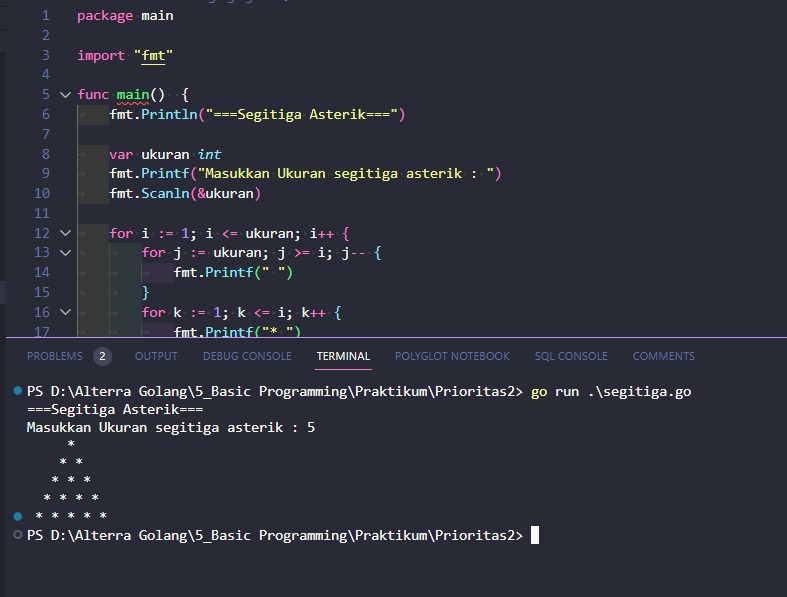 1 package main
2
3 import "fmt"
4
5 func main() {
6 fmt.Println("===Segitiga Asterik===")
7
8 var ukuran int
9 fmt.Printf("Masukkan Ukuran segitiga asterik : ")
10 fmt.Scanln(&ukuran)
11
12 for i := 1; i <= ukuran; i++ {
13 for j := ukuran; j >= i; j-- {
14 fmt.Printf(" ")
15 }
16 for k := 1; k <= i; k++ {
17 fmt.Printf("* ")
PROBLEMS 2 OUTPUT DEBUG CONSOLE TERMINAL POLYGLOT NOTEBOOK SQL CONSOLE COMMENTS
PS D:\Alterra Golang\5_Basic Programming\Praktikum\Prioritas2> go run .\segitiga.go
===Segitiga Asterik===
Masukkan Ukuran segitiga asterik : 5
     *
    * *
   * * *
  * * * *
 * * * * *
PS D:\Alterra Golang\5_Basic Programming\Praktikum\Prioritas2>